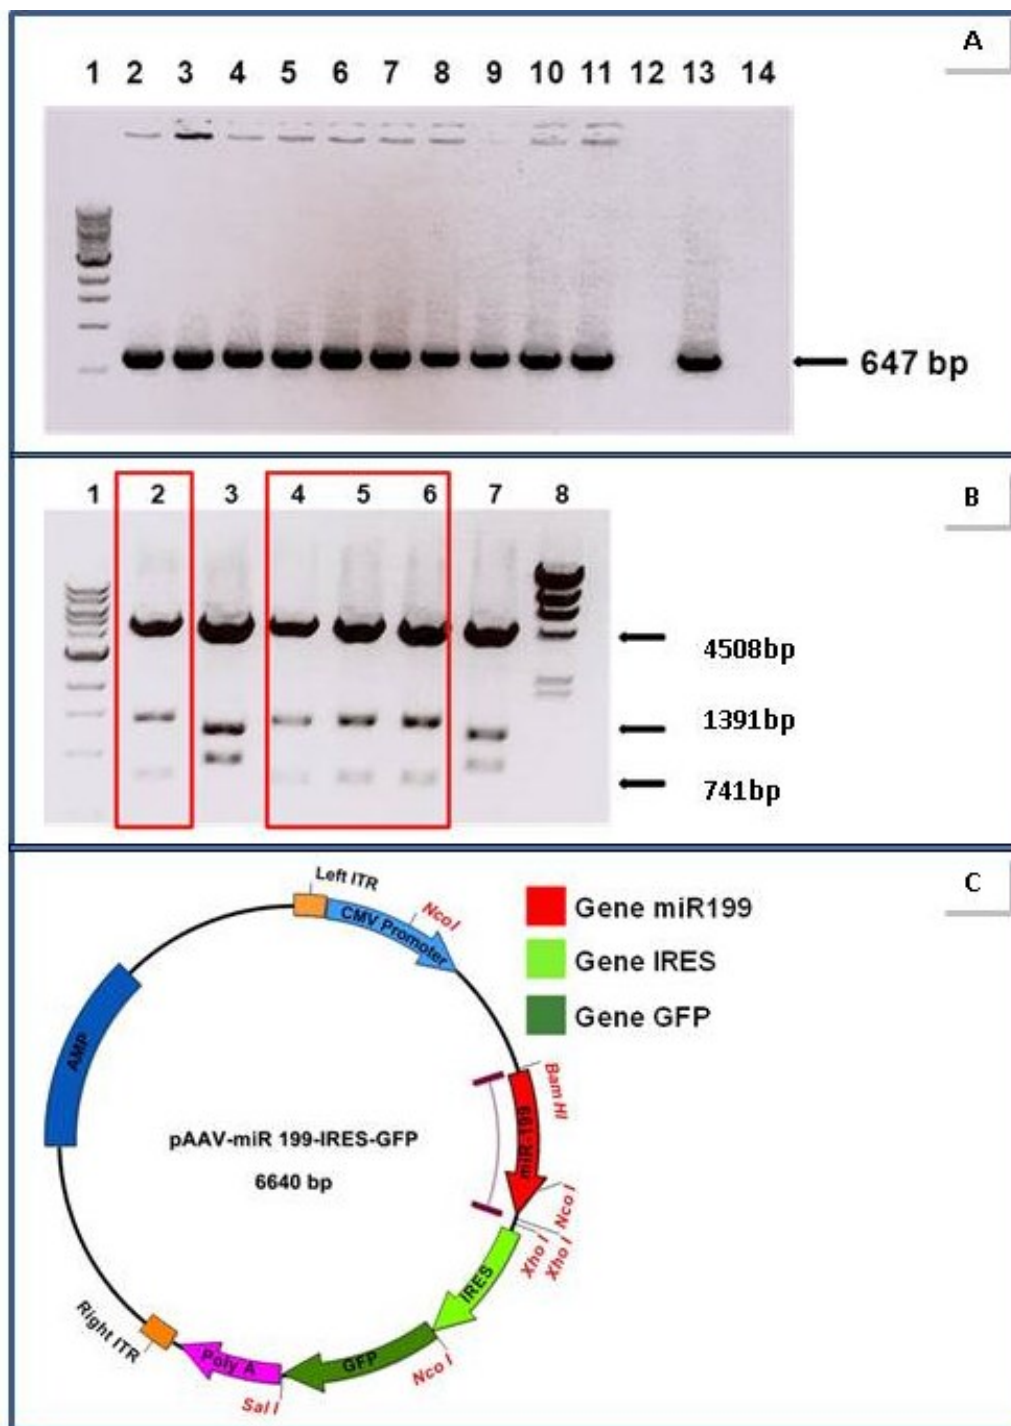 A
1 2 3 4 5 6 7 8 9 10 11 12 13 14
647 bp
B
1 2 3 4 5 6 7 8
4508bp
1391bp
741bp
C
Left ITR
CMV Promoter
Nco I
Gene miR199
Gene IRES
Gene GFP
AMP
Bam HI
miR-199
pAAV-miR 199-IRES-GFP
6640 bp
Nco I
Xho I
Xho I
IRES
Right ITR
Poly A
GFP
Nco I
Sal I